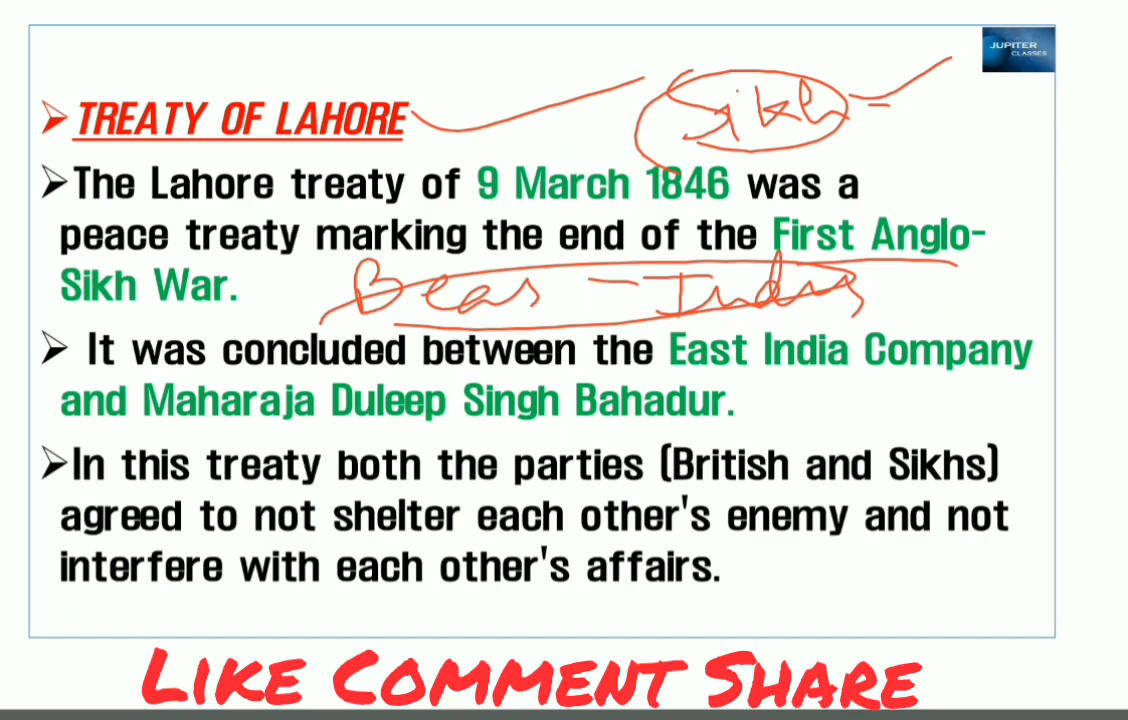 JUPITER
CLASSES
TREATY OF LAHORE
Sikh
The Lahore treaty of 9 March 1846 was a
peace treaty marking the end of the First Anglo-
Sikh War.
Beas - Indus
It was concluded between the East India Company
and Maharaja Duleep Singh Bahadur.
In this treaty both the parties (British and Sikhs)
agreed to not shelter each other's enemy and not
interfere with each other's affairs.
LIKE COMMENT SHARE